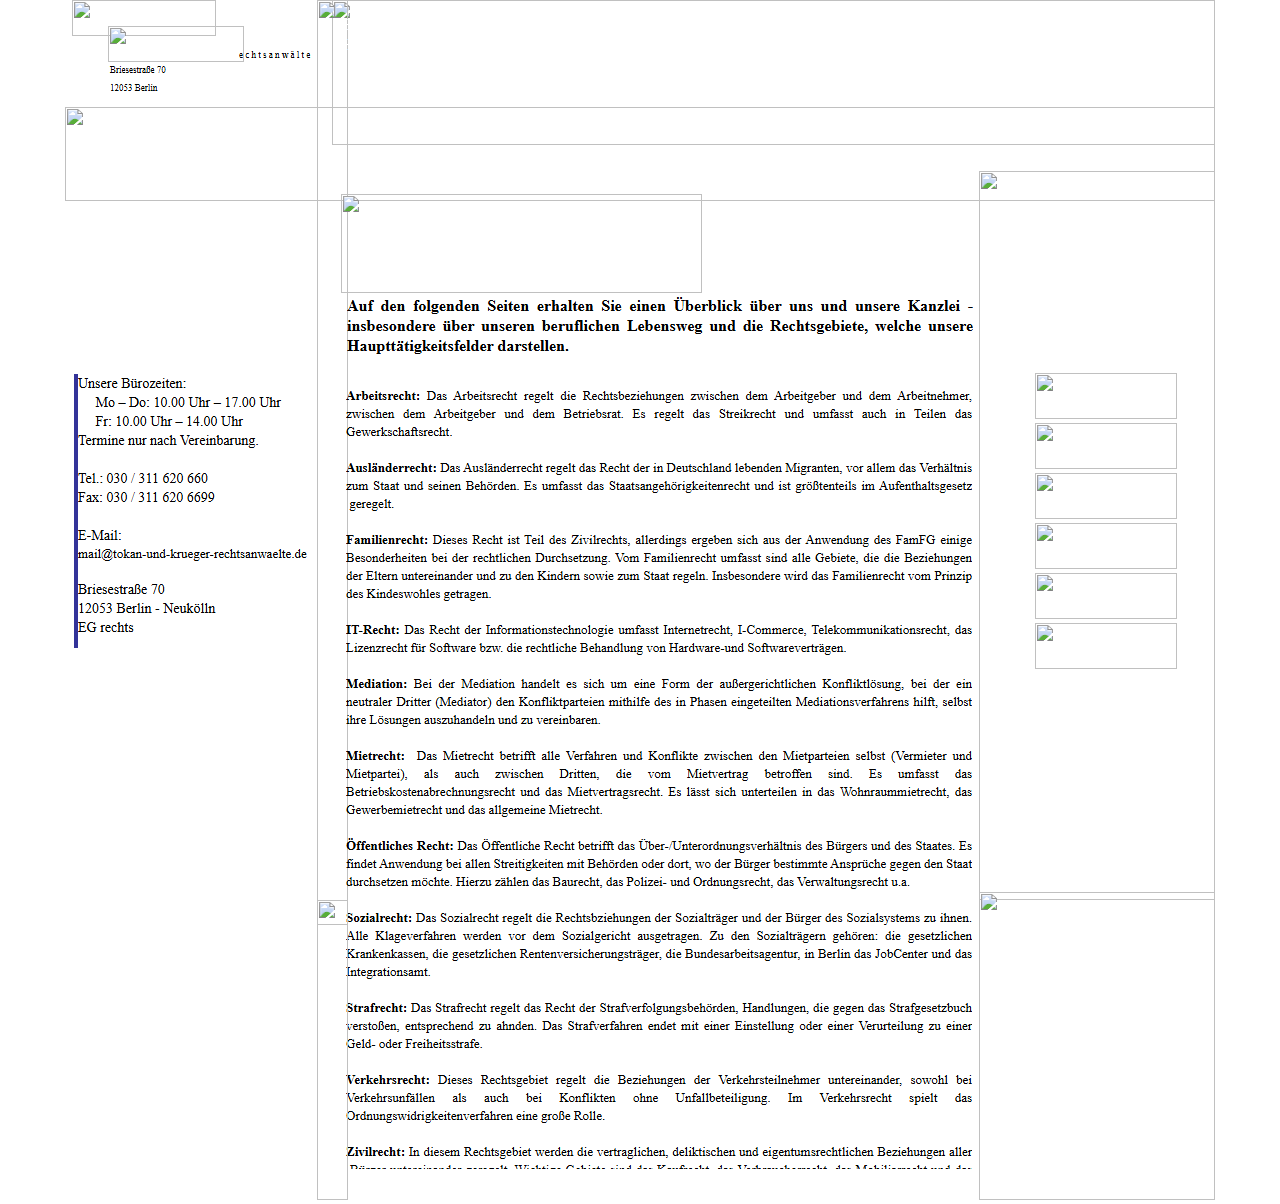 rechtsanwälte
Briesestraße 70
12053 Berlin
Auf den folgenden Seiten erhalten Sie einen Überblick über uns und unsere Kanzlei -
insbesondere über unseren beruflichen Lebensweg und die Rechtsgebiete, welche unsere
Haupttätigkeitsfelder darstellen.
Unsere Bürozeiten:
Mo – Do: 10.00 Uhr – 17.00 Uhr
Fr: 10.00 Uhr – 14.00 Uhr
Termine nur nach Vereinbarung.
Tel.: 030 / 311 620 660
Fax: 030 / 311 620 6699
E-Mail:
mail@tokan-und-krueger-rechtsanwaelte.de
Briesestraße 70
12053 Berlin - Neukölln
EG rechts
Arbeitsrecht: Das Arbeitsrecht regelt die Rechtsbeziehungen zwischen dem Arbeitgeber und dem Arbeitnehmer,
zwischen dem Arbeitgeber und dem Betriebsrat. Es regelt das Streikrecht und umfasst auch in Teilen das
Gewerkschaftsrecht.
Ausländerrecht: Das Ausländerrecht regelt das Recht der in Deutschland lebenden Migranten, vor allem das Verhältnis
zum Staat und seinen Behörden. Es umfasst das Staatsangehörigkeitenrecht und ist größtenteils im Aufenthaltsgesetz
geregelt.
Familienrecht: Dieses Recht ist Teil des Zivilrechts, allerdings ergeben sich aus der Anwendung des FamFG einige
Besonderheiten bei der rechtlichen Durchsetzung. Vom Familienrecht umfasst sind alle Gebiete, die die Beziehungen
der Eltern untereinander und zu den Kindern sowie zum Staat regeln. Insbesondere wird das Familienrecht vom Prinzip
des Kindeswohles getragen.
IT-Recht: Das Recht der Informationstechnologie umfasst Internetrecht, I-Commerce, Telekommunikationsrecht, das
Lizenzrecht für Software bzw. die rechtliche Behandlung von Hardware-und Softwareverträgen.
Mediation: Bei der Mediation handelt es sich um eine Form der außergerichtlichen Konfliktlösung, bei der ein
neutraler Dritter (Mediator) den Konfliktparteien mithilfe des in Phasen eingeteilten Mediationsverfahrens hilft, selbst
ihre Lösungen auszuhandeln und zu vereinbaren.
Mietrecht: Das Mietrecht betrifft alle Verfahren und Konflikte zwischen den Mietparteien selbst (Vermieter und
Mietpartei), als auch zwischen Dritten, die vom Mietvertrag betroffen sind. Es umfasst das
Betriebskostenabrechnungsrecht und das Mietvertragsrecht. Es lässt sich unterteilen in das Wohnraummietrecht, das
Gewerbemietrecht und das allgemeine Mietrecht.
Öffentliches Recht: Das Öffentliche Recht betrifft das Über-/Unterordnungsverhältnis des Bürgers und des Staates. Es
findet Anwendung bei allen Streitigkeiten mit Behörden oder dort, wo der Bürger bestimmte Ansprüche gegen den Staat
durchsetzen möchte. Hierzu zählen das Baurecht, das Polizei- und Ordnungsrecht, das Verwaltungsrecht u.a.
Sozialrecht: Das Sozialrecht regelt die Rechtsbziehungen der Sozialträger und der Bürger des Sozialsystems zu ihnen.
Alle Klageverfahren werden vor dem Sozialgericht ausgetragen. Zu den Sozialträgern gehören: die gesetzlichen
Krankenkassen, die gesetzlichen Rentenversicherungsträger, die Bundesarbeitsagentur, in Berlin das JobCenter und das
Integrationsamt.
Strafrecht: Das Strafrecht regelt das Recht der Strafverfolgungsbehörden, Handlungen, die gegen das Strafgesetzbuch
verstoßen, entsprechend zu ahnden. Das Strafverfahren endet mit einer Einstellung oder einer Verurteilung zu einer
Geld- oder Freiheitsstrafe.
Verkehrsrecht: Dieses Rechtsgebiet regelt die Beziehungen der Verkehrsteilnehmer untereinander, sowohl bei
Verkehrsunfällen als auch bei Konflikten ohne Unfallbeteiligung. Im Verkehrsrecht spielt das
Ordnungswidrigkeitenverfahren eine große Rolle.
Zivilrecht: In diesem Rechtsgebiet werden die vertraglichen, deliktischen und eigentumsrechtlichen Beziehungen aller
Bürger untereinander geregelt. Wichtige Gebiete sind das Kaufrecht, das Verbraucherrecht, das Mobiliarrecht und das